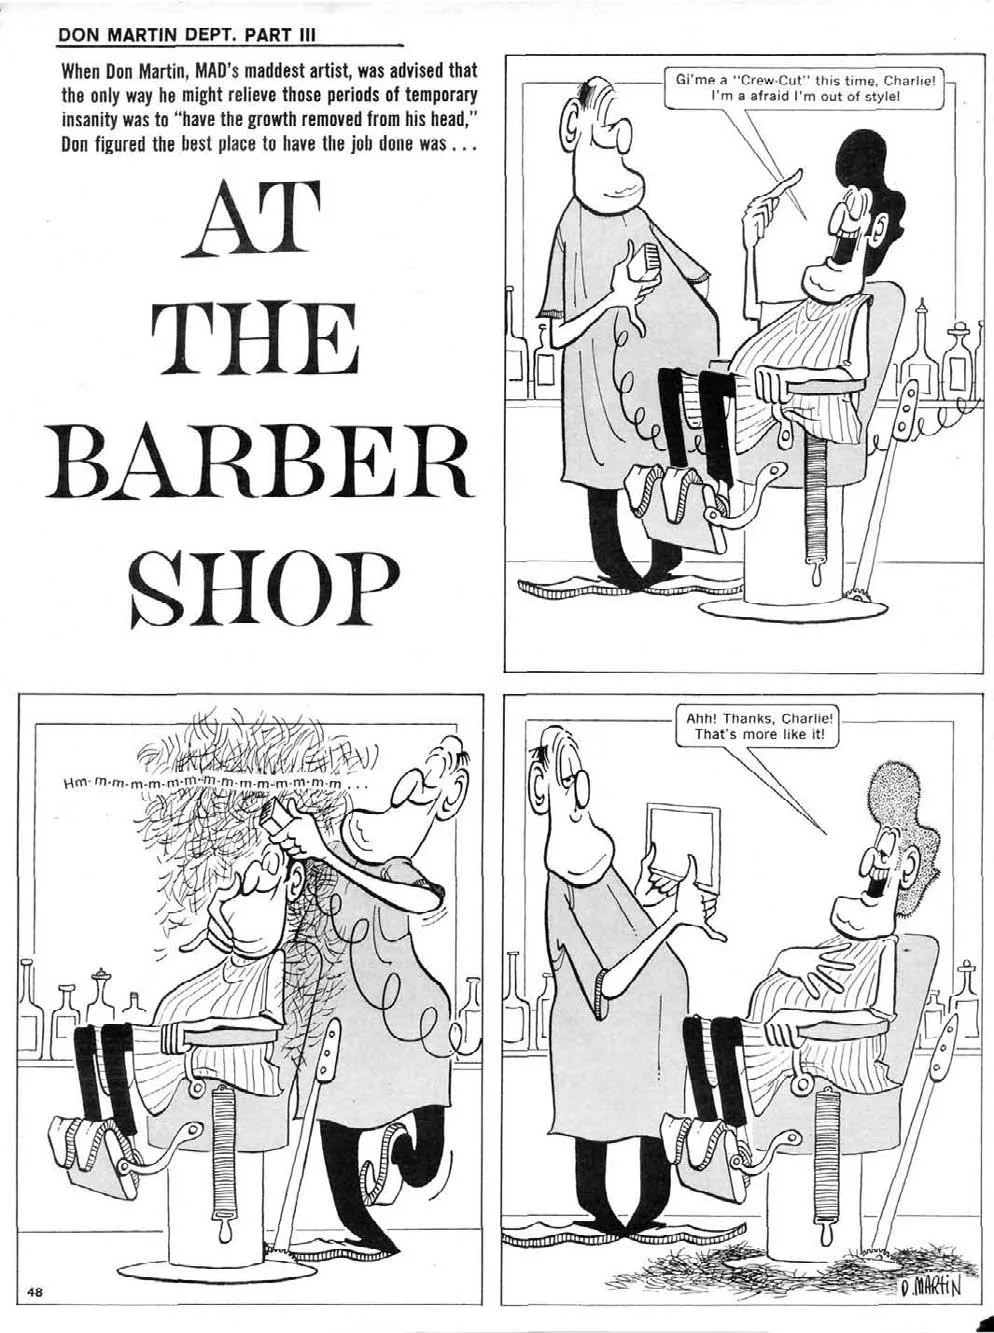 DON MARTIN DEPT. PART III
When Don Martin, MAD's maddest artist, was advised that
the only way he might relieve those periods of temporary
insanity was to "have the growth removed from his head,"
Don figured the best place to have the job done was . . .
AT
THE
BARBER
SHOP
Gi'me a "Crew-Cut" this time, Charlie!
I'm a afraid I'm out of style!
Hm-m-m-m-m-m-m-m-m-m-m-m-m-m-m . . .
Ahh! Thanks, Charlie!
That's more like it!
D. MARTIN
48